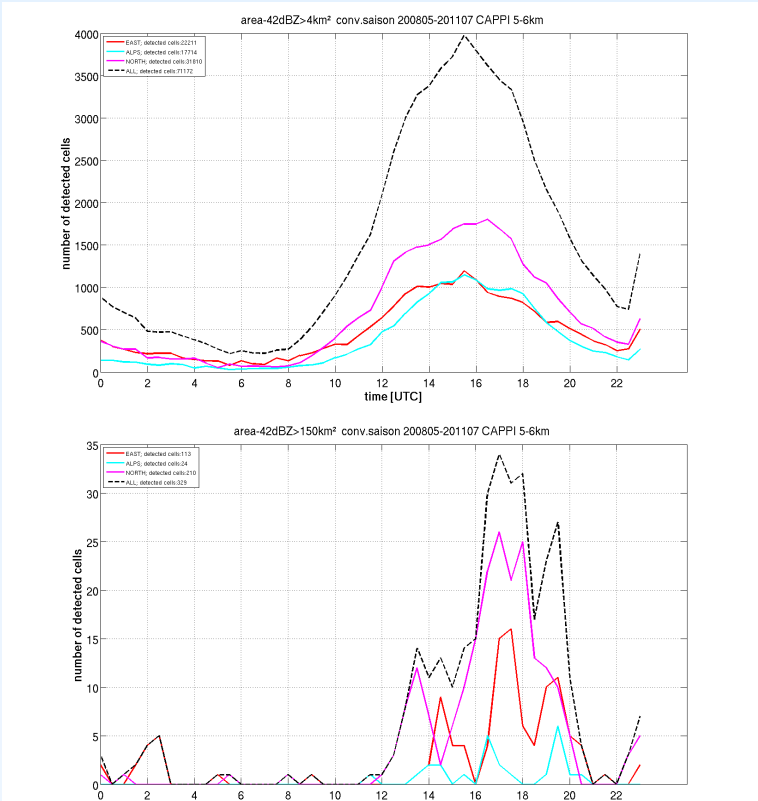 area-42dBZ>4km² conv.saison 200805-201107 CAPPI 5-6km
EAST; detected cells:22211
ALPS; detected cells:17714
NORTH; detected cells:31810
ALL; detected cells:71172
number of detected cells
4000
3500
3000
2500
2000
1500
1000
500
0
0 2 4 6 8 10 12 14 16 18 20 22
time [UTC]
area-42dBZ>150km² conv.saison 200805-201107 CAPPI 5-6km
EAST; detected cells:113
ALPS; detected cells:24
NORTH; detected cells:210
ALL; detected cells:329
number of detected cells
35
30
25
20
15
10
5
0
0 2 4 6 8 10 12 14 16 18 20 22